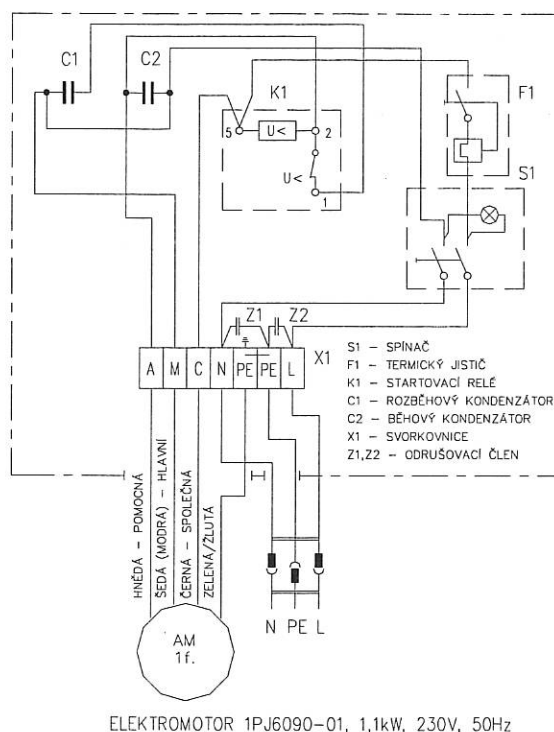 C1
C2
K1
5
U<
2
U<
1
F1
S1
Z1
Z2
A
M
C
N
PE
PE
L
X1
S1 – SPÍNAČ
F1 – TERMICKÝ JISTIČ
K1 – STARTOVACÍ RELÉ
C1 – ROZBĚHOVÝ KONDENZÁTOR
C2 – BĚHOVÝ KONDENZÁTOR
X1 – SVORKOVNICE
Z1,Z2 – ODRUŠOVACÍ ČLEN
HNĚDÁ – POMOCNÁ
ŠEDÁ (MODRÁ) – HLAVNÍ
ČERNÁ – SPOLEČNÁ
ZELENÁ/ŽLUTÁ
AM
1f.
N PE L
ELEKTROMOTOR 1PJ6090–01, 1,1kW, 230V, 50Hz